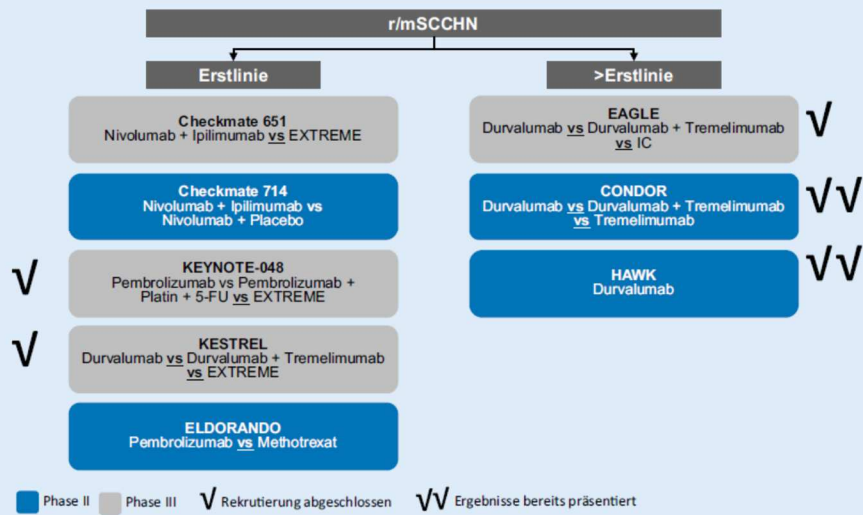 r/mSCCHN
Erstlinie
>Erstlinie
Checkmate 651
Nivolumab + Ipilimumab vs EXTREME
Checkmate 714
Nivolumab + Ipilimumab vs
Nivolumab + Placebo
√
KEYNOTE-048
Pembrolizumab vs Pembrolizumab +
Platin + 5-FU vs EXTREME
√
KESTREL
Durvalumab vs Durvalumab + Tremelimumab
vs EXTREME
ELDORANDO
Pembrolizumab vs Methotrexat
EAGLE
Durvalumab vs Durvalumab + Tremelimumab
vs IC
√
CONDOR
Durvalumab vs Durvalumab + Tremelimumab
vs Tremelimumab
√√
HAWK
Durvalumab
√√
Phase II Phase III √ Rekrutierung abgeschlossen √√ Ergebnisse bereits präsentiert